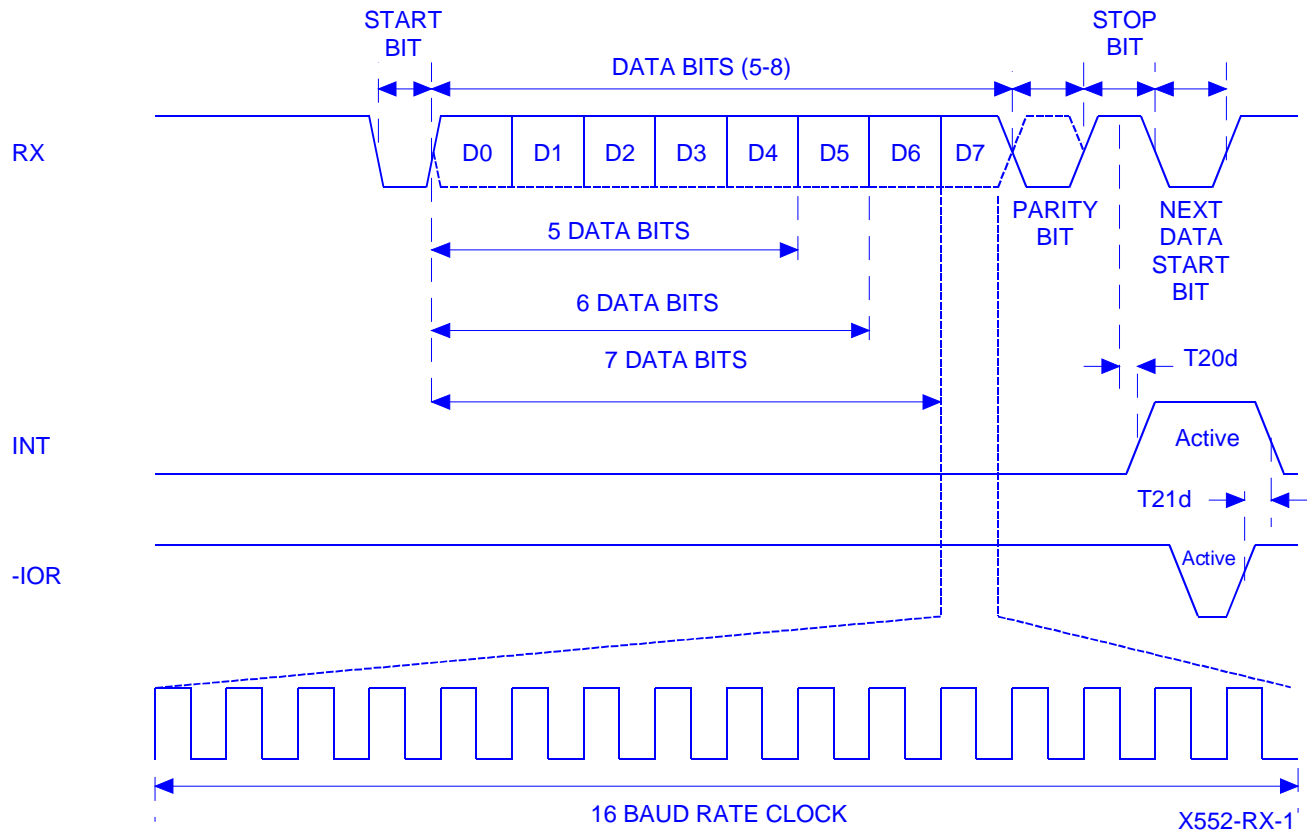 START
BIT
STOP
BIT
DATA BITS (5-8)
RX
D0 D1 D2 D3 D4 D5 D6 D7
PARITY
BIT
NEXT
DATA
START
BIT
5 DATA BITS
6 DATA BITS
7 DATA BITS
T20d
INT
Active
T21d
-IOR
Active
16 BAUD RATE CLOCK
X552-RX-1